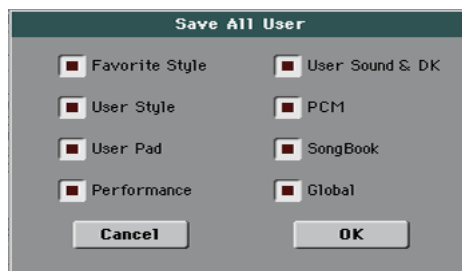 Save All User
Favorite Style
User Sound & DK
User Style
PCM
User Pad
SongBook
Performance
Global
Cancel
OK